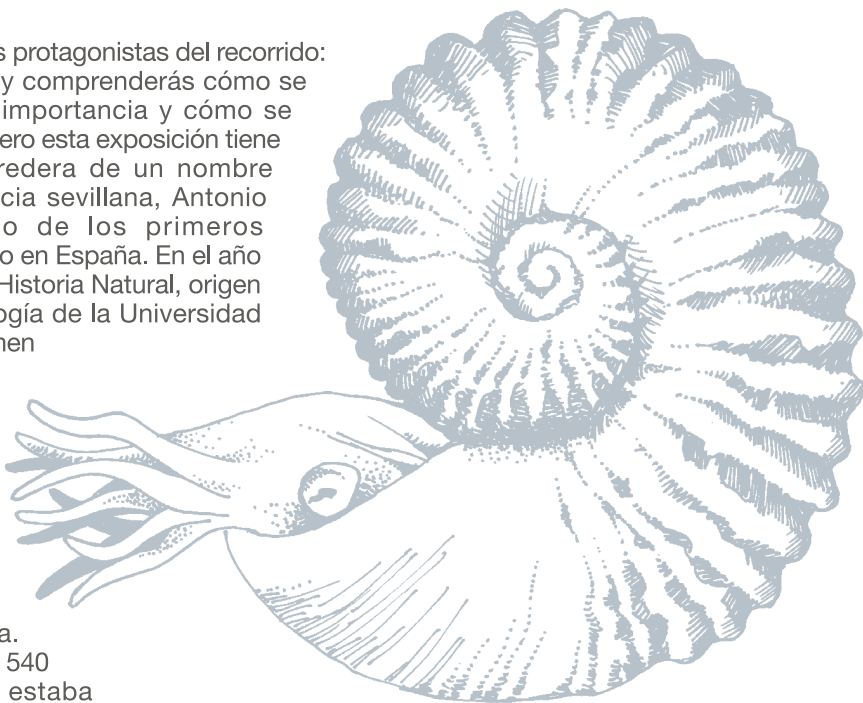 s protagonistas del recorrido:
y comprenderás cómo se
importancia y cómo se
ero esta exposición tiene
redera de un nombre
cia sevillana, Antonio
o de los primeros
o en España. En el año
Historia Natural, origen
ogía de la Universidad
nen
a.
540
estaba